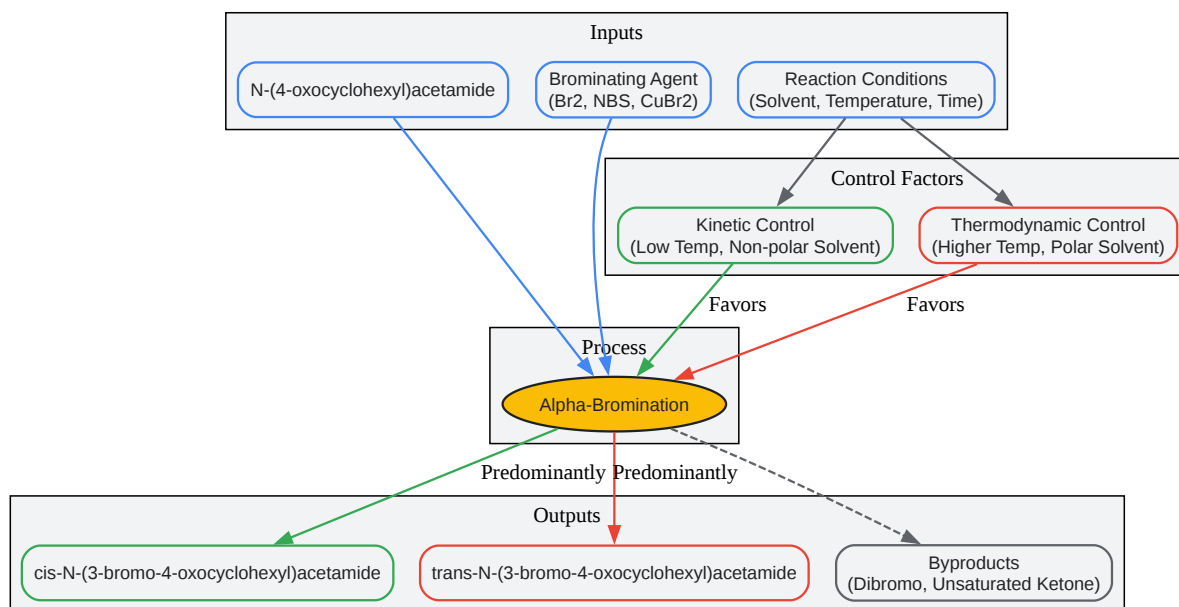 Inputs
N-(4-oxocyclohexyl)acetamide
Brominating Agent
(Br2, NBS, CuBr2)
Reaction Conditions
(Solvent, Temperature, Time)
Control Factors
Kinetic Control
(Low Temp, Non-polar Solvent)
Thermodynamic Control
(Higher Temp, Polar Solvent)
Favors
Favors
Process
Alpha-Bromination
Predominantly
Predominantly
Outputs
cis-N-(3-bromo-4-oxocyclohexyl)acetamide
trans-N-(3-bromo-4-oxocyclohexyl)acetamide
Byproducts
(Dibromo, Unsaturated Ketone)